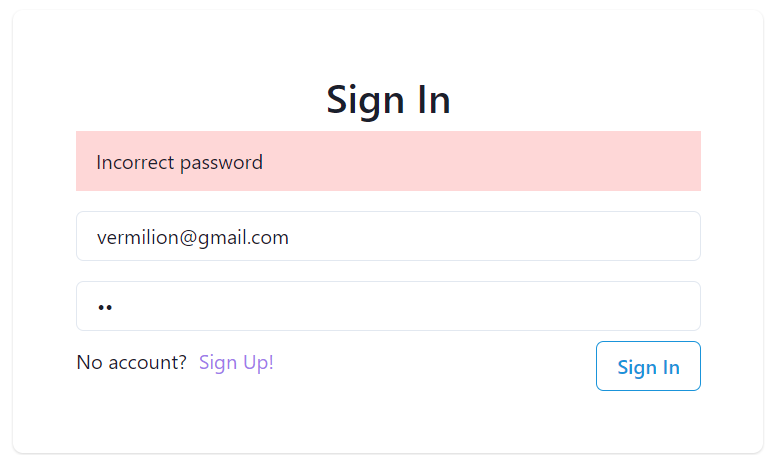 Sign In
Incorrect password
vermilion@gmail.com
••
No account? Sign Up!
Sign In